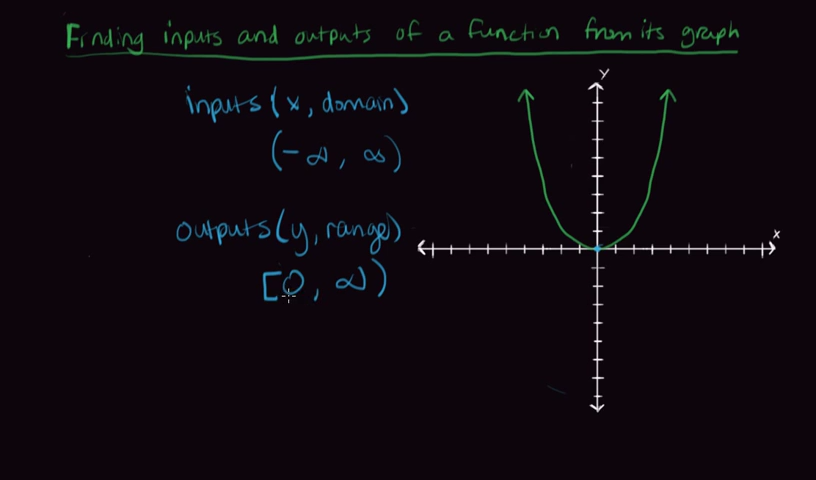 Finding inputs and outputs of a function from its graph
inputs (x, domain)
(-∞, ∞)
outputs (y, range)
[0, ∞)
y
x